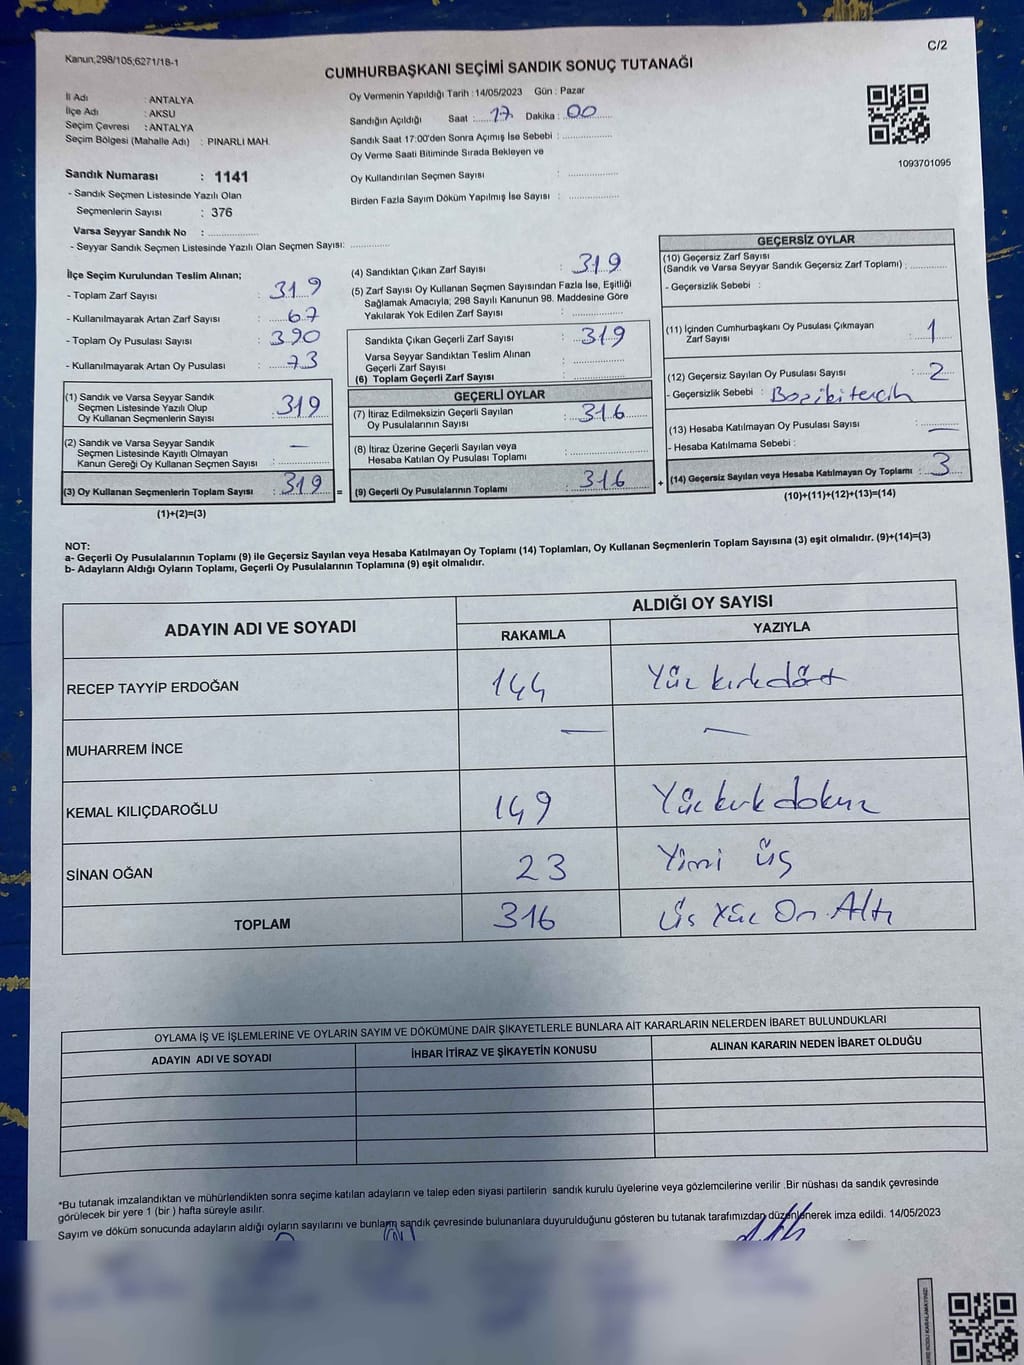 Kanun;298/105;6271/18-1
C/2
CUMHURBAŞKANI SEÇİMİ SANDIK SONUÇ TUTANAĞI
İl Adı : ANTALYA
İlçe Adı : AKSU
Seçim Çevresi : ANTALYA
Seçim Bölgesi (Mahalle Adı) : PINARLI MAH.
Oy Vermenin Yapıldığı Tarih : 14/05/2023 Gün : Pazar
Sandığın Açıldığı Saat : 17 Dakika : 00
Sandık Saat 17:00'den Sonra Açımış İse Sebebi :
Oy Verme Saati Bitiminde Sırada Bekleyen ve
Oy Kullandırılan Seçmen Sayısı :
Birden Fazla Sayım Döküm Yapılmış İse Sayısı :
1093701095
Sandık Numarası : 1141
- Sandık Seçmen Listesinde Yazılı Olan
Seçmenlerin Sayısı : 376
Varsa Seyyar Sandık No :
- Seyyar Sandık Seçmen Listesinde Yazılı Olan Seçmen Sayısı:
İlçe Seçim Kurulundan Teslim Alınan;
- Toplam Zarf Sayısı : 319
- Kullanılmayarak Artan Zarf Sayısı : 67
- Toplam Oy Pusulası Sayısı : 390
- Kullanılmayarak Artan Oy Pusulası : 73
(1) Sandık ve Varsa Seyyar Sandık
Seçmen Listesinde Yazılı Olup
Oy Kullanan Seçmenlerin Sayısı : 319
(2) Sandık ve Varsa Seyyar Sandık
Seçmen Listesinde Kayıtlı Olmayan
Kanun Gereği Oy Kullanan Seçmen Sayısı : —
(3) Oy Kullanan Seçmenlerin Toplam Sayısı : 319 =
(1)+(2)=(3)
(4) Sandıktan Çıkan Zarf Sayısı : 319
(5) Zarf Sayısı Oy Kullanan Seçmen Sayısından Fazla İse, Eşitliği
Sağlamak Amacıyla; 298 Sayılı Kanunun 98. Maddesine Göre
Yakılarak Yok Edilen Zarf Sayısı :
Sandıkta Çıkan Geçerli Zarf Sayısı : 319
Varsa Seyyar Sandıktan Teslim Alınan
Geçerli Zarf Sayısı :
(6) Toplam Geçerli Zarf Sayısı :
GEÇERLİ OYLAR
(7) İtiraz Edilmeksizin Geçerli Sayılan
Oy Pusulalarının Sayısı : 316
(8) İtiraz Üzerine Geçerli Sayılan veya
Hesaba Katılan Oy Pusulası Toplamı :
(9) Geçerli Oy Pusulalarının Toplamı : 316 +
GEÇERSİZ OYLAR
(10) Geçersiz Zarf Sayısı
(Sandık ve Varsa Seyyar Sandık Geçersiz Zarf Toplamı) :
- Geçersizlik Sebebi :
(11) İçinden Cumhurbaşkanı Oy Pusulası Çıkmayan
Zarf Sayısı : 1
(12) Geçersiz Sayılan Oy Pusulası Sayısı : 2
- Geçersizlik Sebebi : Bazı iki tercih
(13) Hesaba Katılmayan Oy Pusulası Sayısı : —
- Hesaba Katılmama Sebebi :
(14) Geçersiz Sayılan veya Hesaba Katılmayan Oy Toplamı : 3
(10)+(11)+(12)+(13)=(14)
NOT:
a- Geçerli Oy Pusulalarının Toplamı (9) ile Geçersiz Sayılan veya Hesaba Katılmayan Oy Toplamı (14) Toplamları, Oy Kullanan Seçmenlerin Toplam Sayısına (3) eşit olmalıdır. (9)+(14)=(3)
b- Adayların Aldığı Oyların Toplamı, Geçerli Oy Pusulalarının Toplamına (9) eşit olmalıdır.
ADAYIN ADI VE SOYADI
ALDIĞI OY SAYISI
RAKAMLA YAZIYLA
RECEP TAYYİP ERDOĞAN 144 Yüz kırk dört
MUHARREM İNCE — —
KEMAL KILIÇDAROĞLU 149 Yüz kırk dokuz
SİNAN OĞAN 23 Yimi üç
TOPLAM 316 üç Yüz On Altı
OYLAMA İŞ VE İŞLEMLERİNE VE OYLARIN SAYIM VE DÖKÜMÜNE DAİR ŞİKAYETLERLE BUNLARA AİT KARARLARIN NELERDEN İBARET BULUNDUKLARI
ADAYIN ADI VE SOYADI İHBAR İTİRAZ VE ŞİKAYETİN KONUSU ALINAN KARARIN NEDEN İBARET OLDUĞU
*Bu tutanak imzalandıktan ve mühürlendikten sonra seçime katılan adayların ve talep eden siyasi partilerin sandık kurulu üyelerine veya gözlemcilerine verilir .Bir nüshası da sandık çevresinde
görülecek bir yere 1 (bir ) hafta süreyle asılır.
Sayım ve döküm sonucunda adayların aldığı oyların sayılarını ve bunların sandık çevresinde bulunanlara duyurulduğunu gösteren bu tutanak tarafımızdan düzenlenerek imza edildi. 14/05/2023